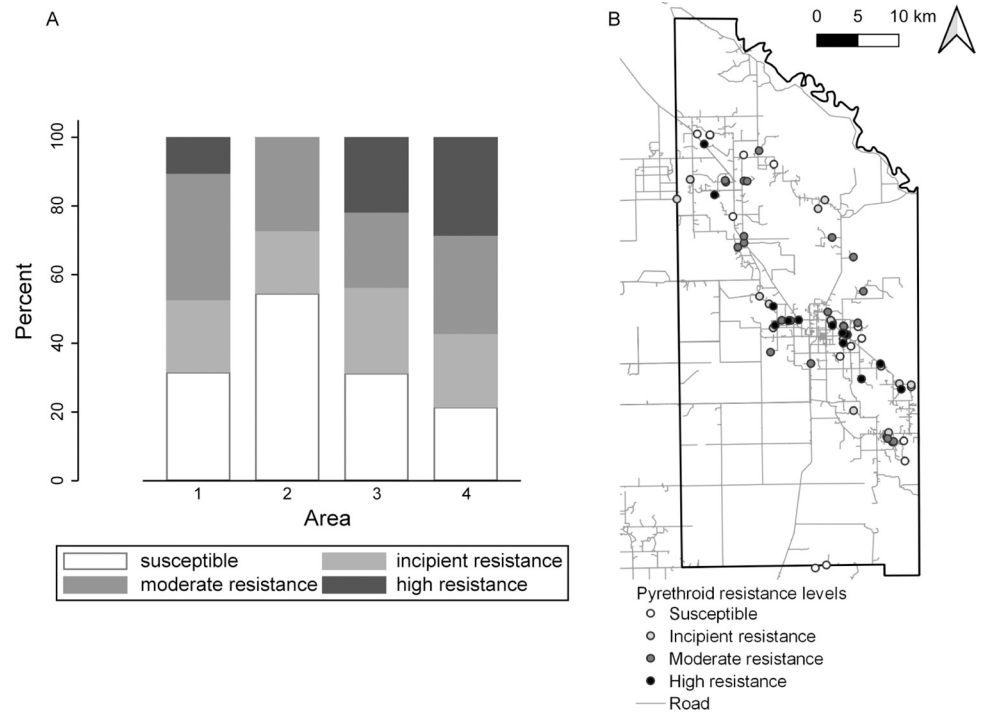 A
Percent
100
80
60
40
20
0
1 2 3 4
Area
susceptible incipient resistance
moderate resistance high resistance
B
0 5 10 km
Pyrethroid resistance levels
Susceptible
Incipient resistance
Moderate resistance
High resistance
Road